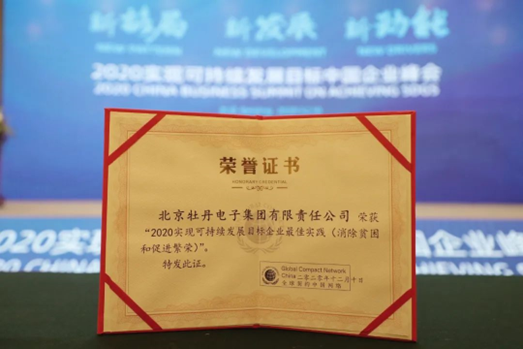 新格局 新发展 新动能
NEW PATTERN NEW DEVELOPMENT NEW DRIVERS
2020实现可持续发展目标中国企业峰会
2020 CHINA BUSINESS SUMMIT ON ACHIEVING SDGS
荣誉证书
HONORARY CREDENTIAL
北京牡丹电子集团有限责任公司 荣获
“2020实现可持续发展目标企业最佳实践(消除贫困
和促进繁荣)”。
特发此证。
Global Compact Network
China 二零二零年十二月十日
全球契约中国网络